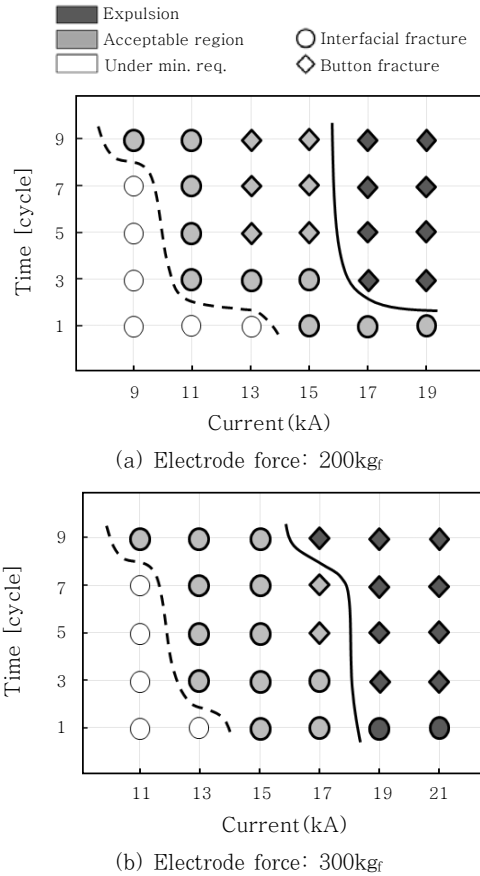 Expulsion
Acceptable region
Interfacial fracture
Under min. req.
Button fracture
Time [cycle]
9
7
5
3
1
9 11 13 15 17 19
Current(kA)
(a) Electrode force: 200kgf
Time [cycle]
9
7
5
3
1
11 13 15 17 19 21
Current(kA)
(b) Electrode force: 300kgf